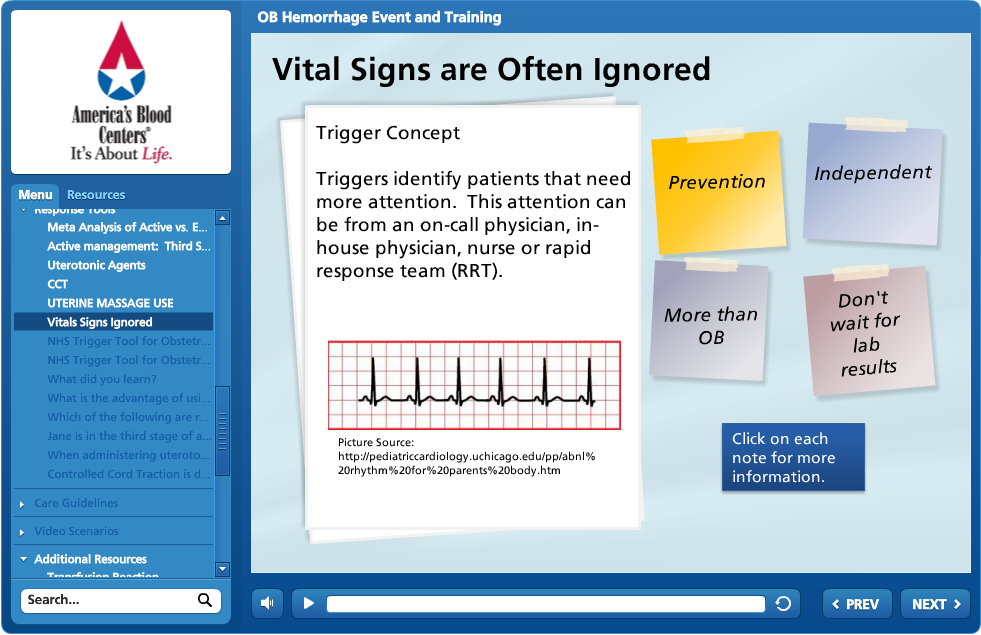 OB Hemorrhage Event and Training
America's Blood
Centers®
It's About Life.
Menu
Resources
Response Tools
Meta Analysis of Active vs. E...
Active management: Third S...
Uterotonic Agents
CCT
UTERINE MASSAGE USE
Vitals Signs Ignored
NHS Trigger Tool for Obstetr...
NHS Trigger Tool for Obstetr...
What did you learn?
What is the advantage of usi...
Which of the following are r...
Jane is in the third stage of a...
When administering uteroto...
Controlled Cord Traction is d...
Care Guidelines
Video Scenarios
Additional Resources
Transfusion Reaction
Search...
Vital Signs are Often Ignored
Trigger Concept
Triggers identify patients that need
more attention. This attention can
be from an on-call physician, in-
house physician, nurse or rapid
response team (RRT).
Picture Source:
http://pediatriccardiology.uchicago.edu/pp/abnl%
20rhythm%20for%20parents%20body.htm
Prevention
Independent
More than
OB
Don't
wait for
lab
results
Click on each
note for more
information.
PREV
NEXT